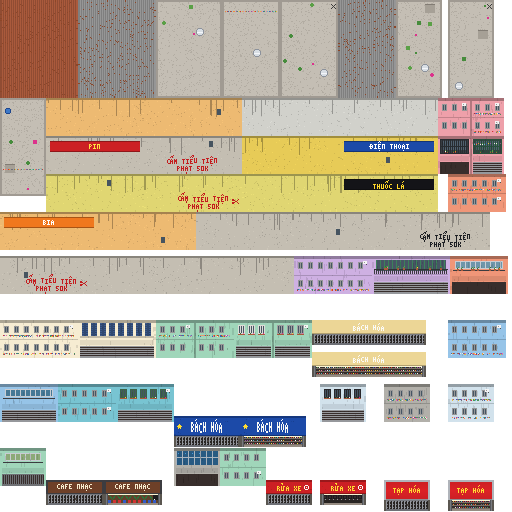 PIN
ĐIỆN THOẠI
CẤM TIỂU TIỆN
PHẠT 50K
THUỐC LÁ
CẤM TIỂU TIỆN
PHẠT 50K
BIA
CẤM TIỂU TIỆN
PHẠT 50K
CẤM TIỂU TIỆN
PHẠT 50K
BÁCH HÓA
BÁCH HÓA
BÁCH HÓA
BÁCH HÓA
CAFE NHẠC
CAFE NHẠC
RỬA XE
RỬA XE
TẠP HÓA
TẠP HÓA